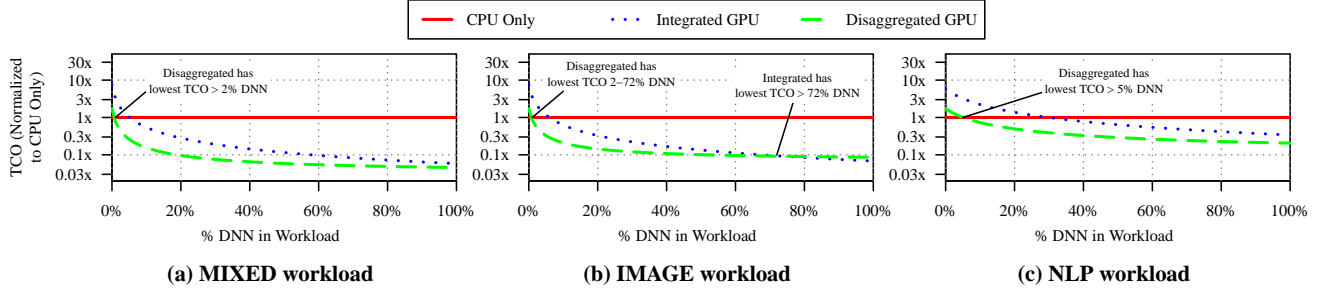 CPU Only Integrated GPU Disaggregated GPU
TCO (Normalized
to CPU Only)
30x
10x
3x
1x
0.3x
0.1x
0.03x
Disaggregated has
lowest TCO > 2% DNN
0% 20% 40% 60% 80% 100%
% DNN in Workload
(a) MIXED workload
30x
10x
3x
1x
0.3x
0.1x
0.03x
Disaggregated has
lowest TCO 2–72% DNN
Integrated has
lowest TCO > 72% DNN
0% 20% 40% 60% 80% 100%
% DNN in Workload
(b) IMAGE workload
30x
10x
3x
1x
0.3x
0.1x
0.03x
Disaggregated has
lowest TCO > 5% DNN
0% 20% 40% 60% 80% 100%
% DNN in Workload
(c) NLP workload